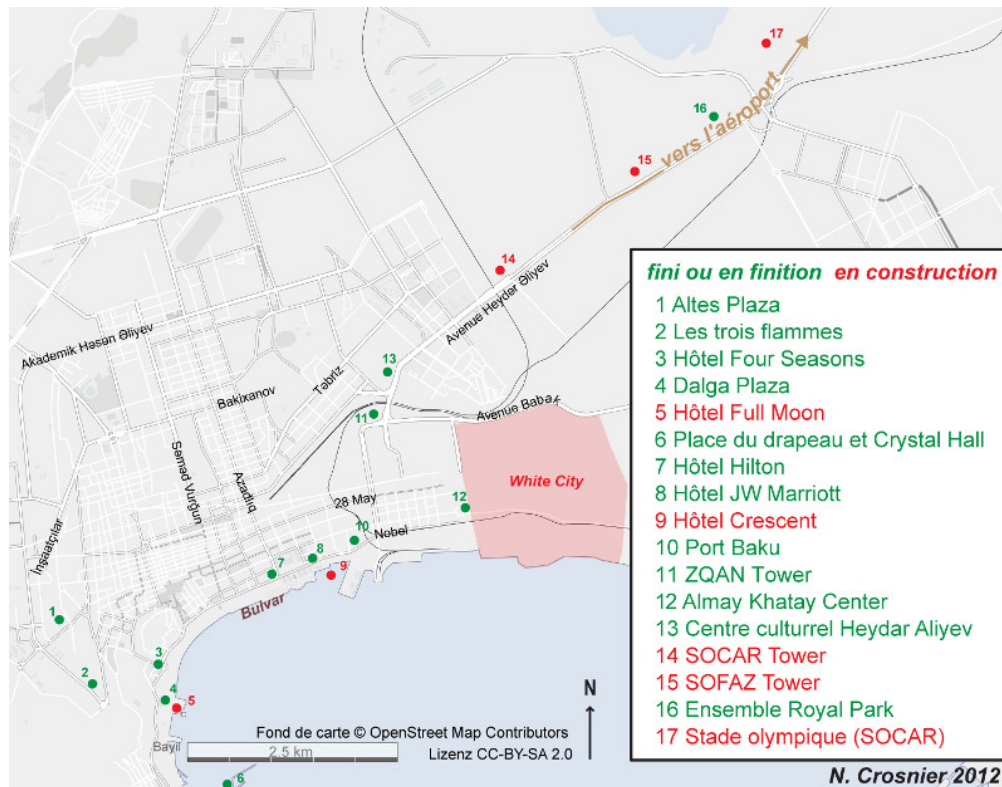 17
16
vers l'aéroport
15
14
Avenue Heydər Əliyev
Akademik Həsən Əliyev
13
Təbriz
Bakixanov
11
Avenue Babək
White City
Səməd Vurğun
Azadlıq
12
28 May
10
Nobel
İnşaatçılar
8
7
9
Bulvar
1
3
2
4
5
Bayil
6
N
Fond de carte © OpenStreet Map Contributors
2.5 km
Lizenz CC-BY-SA 2.0
fini ou en finition en construction
1 Altes Plaza
2 Les trois flammes
3 Hôtel Four Seasons
4 Dalga Plaza
5 Hôtel Full Moon
6 Place du drapeau et Crystal Hall
7 Hôtel Hilton
8 Hôtel JW Marriott
9 Hôtel Crescent
10 Port Baku
11 ZQAN Tower
12 Almay Khatay Center
13 Centre culturrel Heydar Aliyev
14 SOCAR Tower
15 SOFAZ Tower
16 Ensemble Royal Park
17 Stade olympique (SOCAR)
N. Crosnier 2012